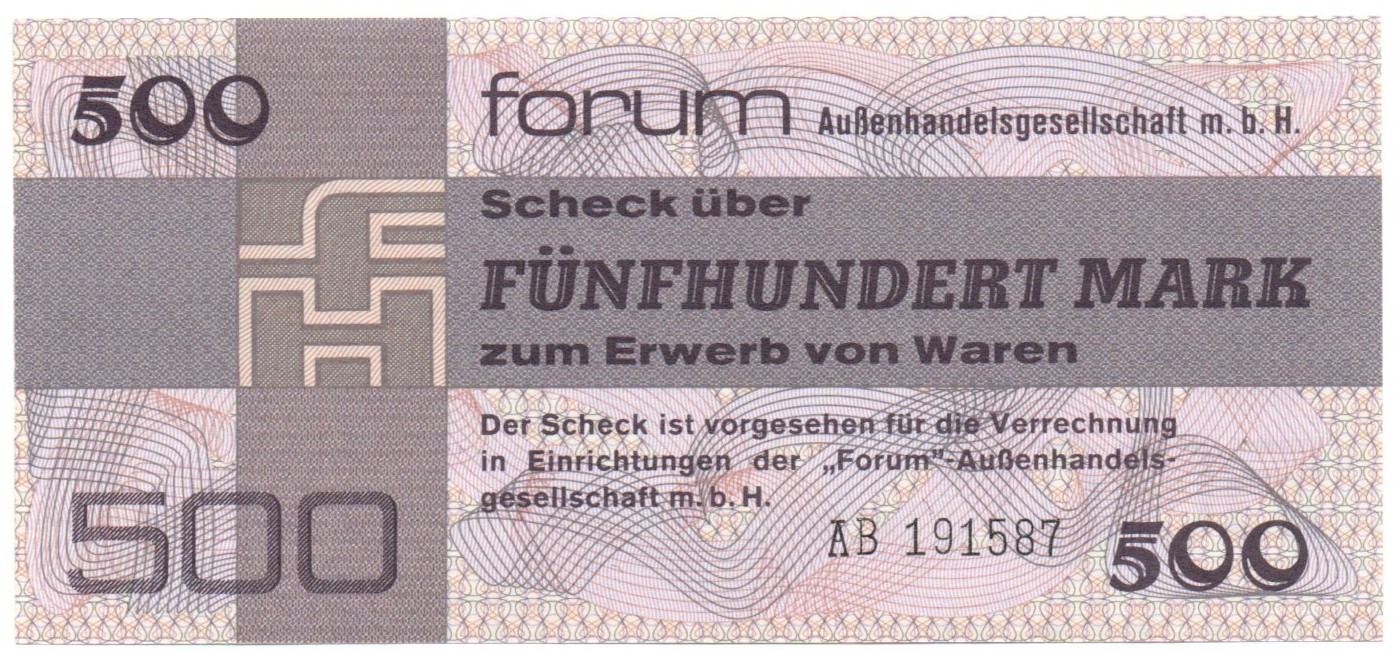 500
forum Außenhandelsgesellschaft m. b. H.
Scheck über
FÜNFHUNDERT MARK
zum Erwerb von Waren
Der Scheck ist vorgesehen für die Verrechnung
in Einrichtungen der „Forum”-Außenhandels-
gesellschaft m. b. H.
AB 191587
500
500